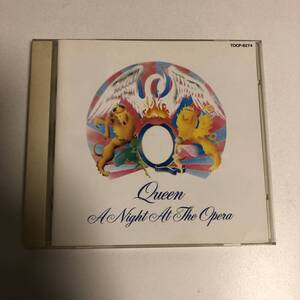 TOCP-8274
Queen
A Night At The Opera